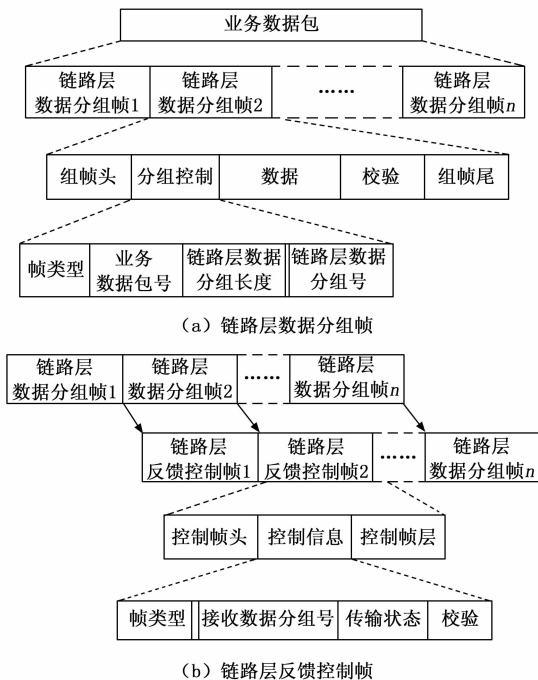 业务数据包
链路层 链路层 链路层
数据分组帧1 数据分组帧2 …… 数据分组帧n
组帧头 分组控制 数据 校验 组帧尾
帧类型 业务 链路层数据 链路层数据
数据包号 分组长度 分组号
（a）链路层数据分组帧
链路层 链路层 链路层
数据分组帧1 数据分组帧2 …… 数据分组帧n
链路层 链路层 链路层
反馈控制帧1 反馈控制帧2 …… 数据分组帧n
控制帧头 控制信息 控制帧层
帧类型 接收数据分组号 传输状态 校验
（b）链路层反馈控制帧